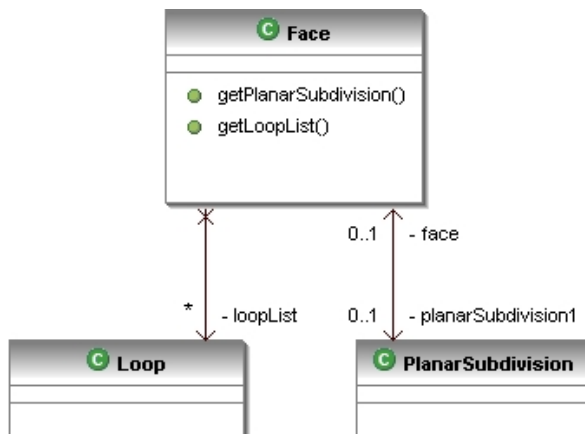 C Face
getPlanarSubdivision()
getLoopList()
0..1 - face
* - loopList
0..1 - planarSubdivision1
C Loop
C PlanarSubdivision